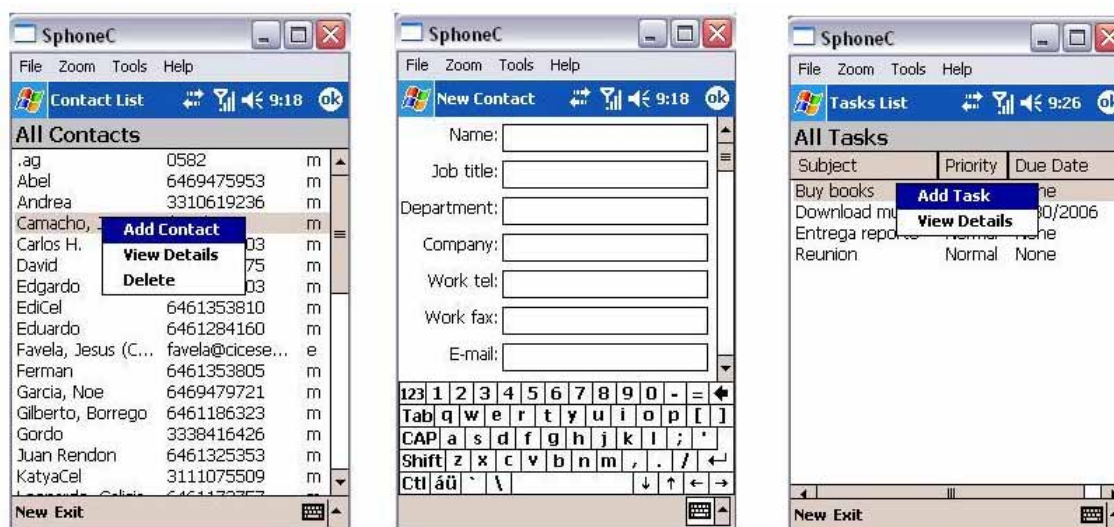 SphoneC
File Zoom Tools Help
Contact List 9:18 ok
All Contacts
.ag 0582 m
Abel 6469475953 m
Andrea 3310619236 m
Camacho, m
Carlos H. 03 m
David 75 m
Edgardo 03 m
Add Contact
View Details
Delete
EdiCel 6461353810 m
Eduardo 6461284160 m
Favela, Jesus (C... favela@cicese... e
Ferman 6461353805 m
Garcia, Noe 6469479721 m
Gilberto, Borrego 6461186323 m
Gordo 3338416426 m
Juan Rendon 6461325353 m
KatyaCel 3111075509 m
New Exit
SphoneC
File Zoom Tools Help
New Contact 9:18 ok
Name:
Job title:
Department:
Company:
Work tel:
Work fax:
E-mail:
123 1 2 3 4 5 6 7 8 9 0 - =
Tab q w e r t y u i o p [ ]
CAP a s d f g h j k l ; '
Shift z x c v b n m , . /
Ctl áü ` \
SphoneC
File Zoom Tools Help
Tasks List 9:26
All Tasks
Subject Priority Due Date
Buy books
Download
Entrega
Reunion Normal None
Add Task
View Details
New Exit